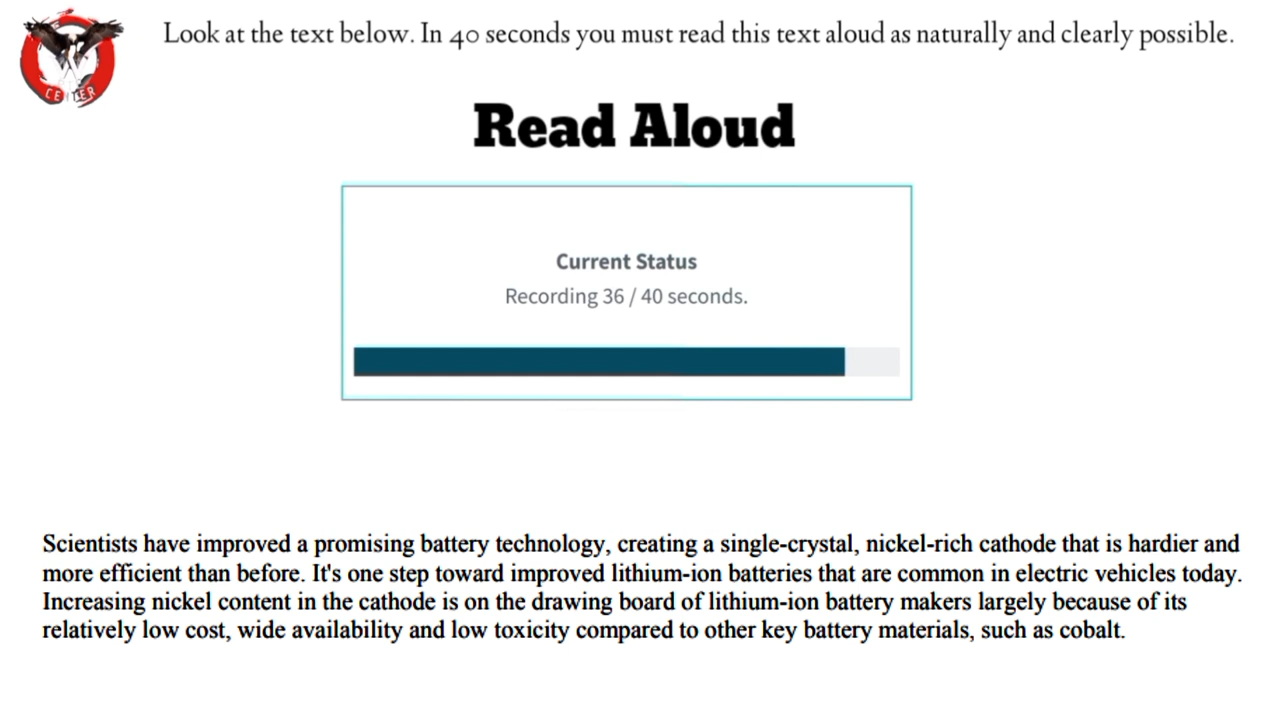 CENTER
Look at the text below. In 40 seconds you must read this text aloud as naturally and clearly possible.
Read Aloud
Current Status
Recording 36 / 40 seconds.
Scientists have improved a promising battery technology, creating a single-crystal, nickel-rich cathode that is hardier and
more efficient than before. It's one step toward improved lithium-ion batteries that are common in electric vehicles today.
Increasing nickel content in the cathode is on the drawing board of lithium-ion battery makers largely because of its
relatively low cost, wide availability and low toxicity compared to other key battery materials, such as cobalt.